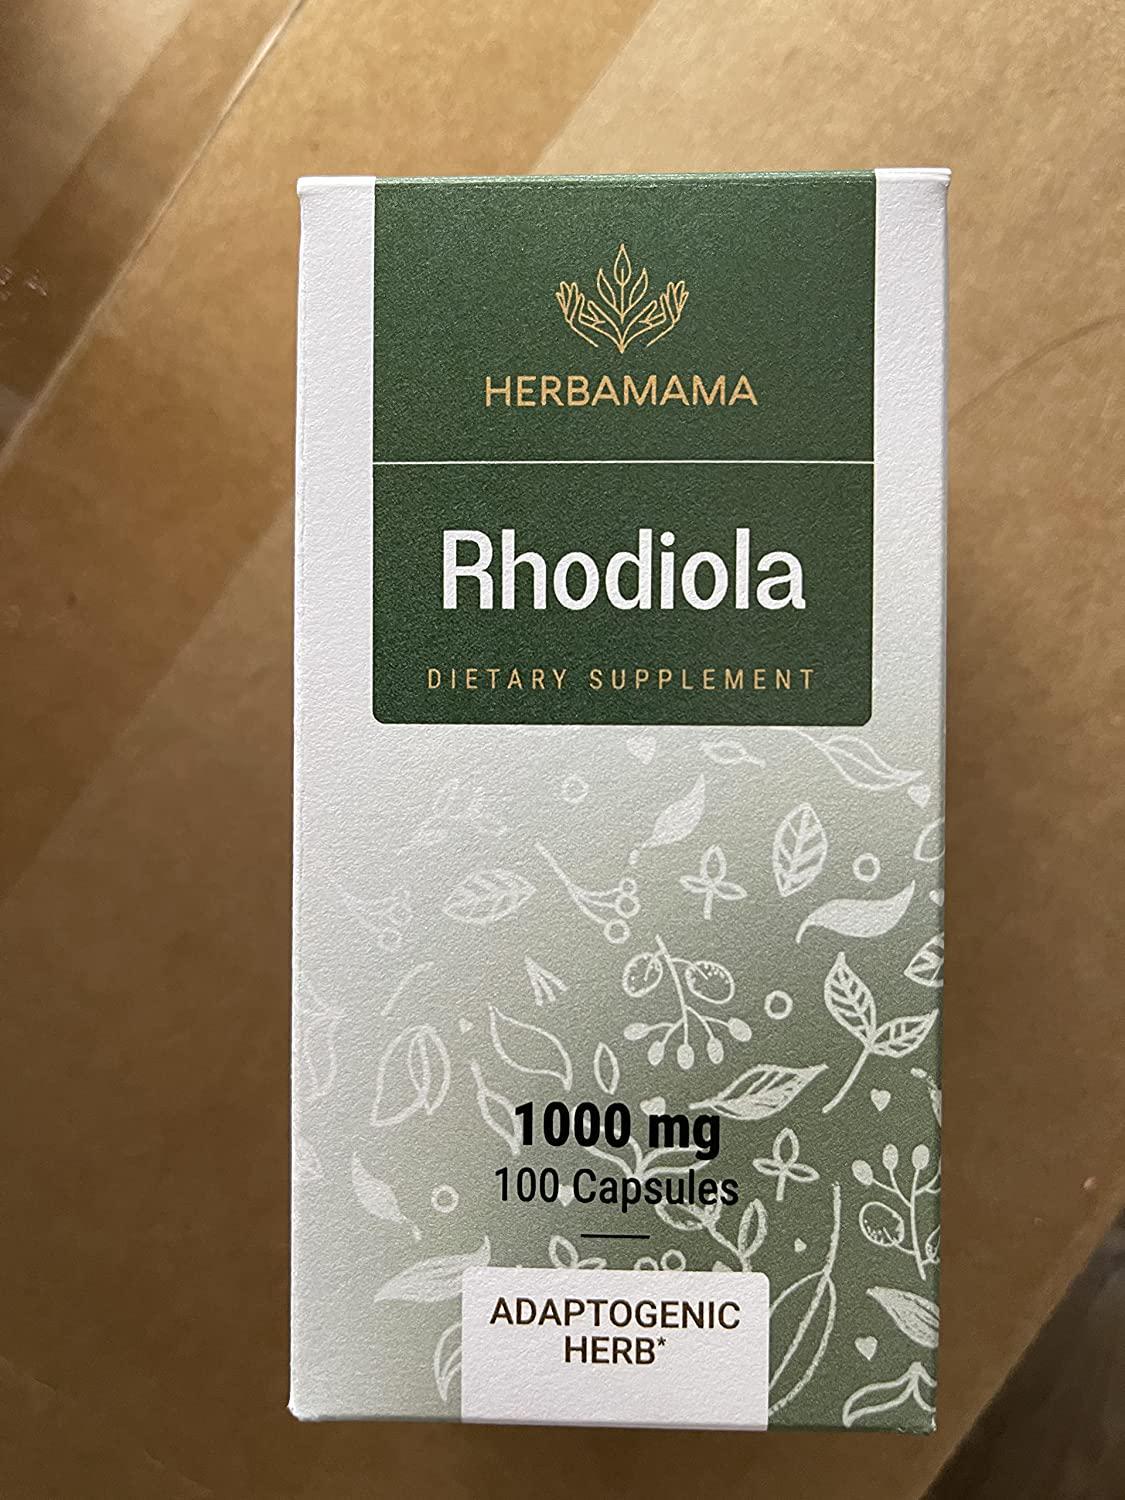 HERBAMAMA
Rhodiola
DIETARY SUPPLEMENT
1000 mg
100 Capsules
ADAPTOGENIC
HERB*